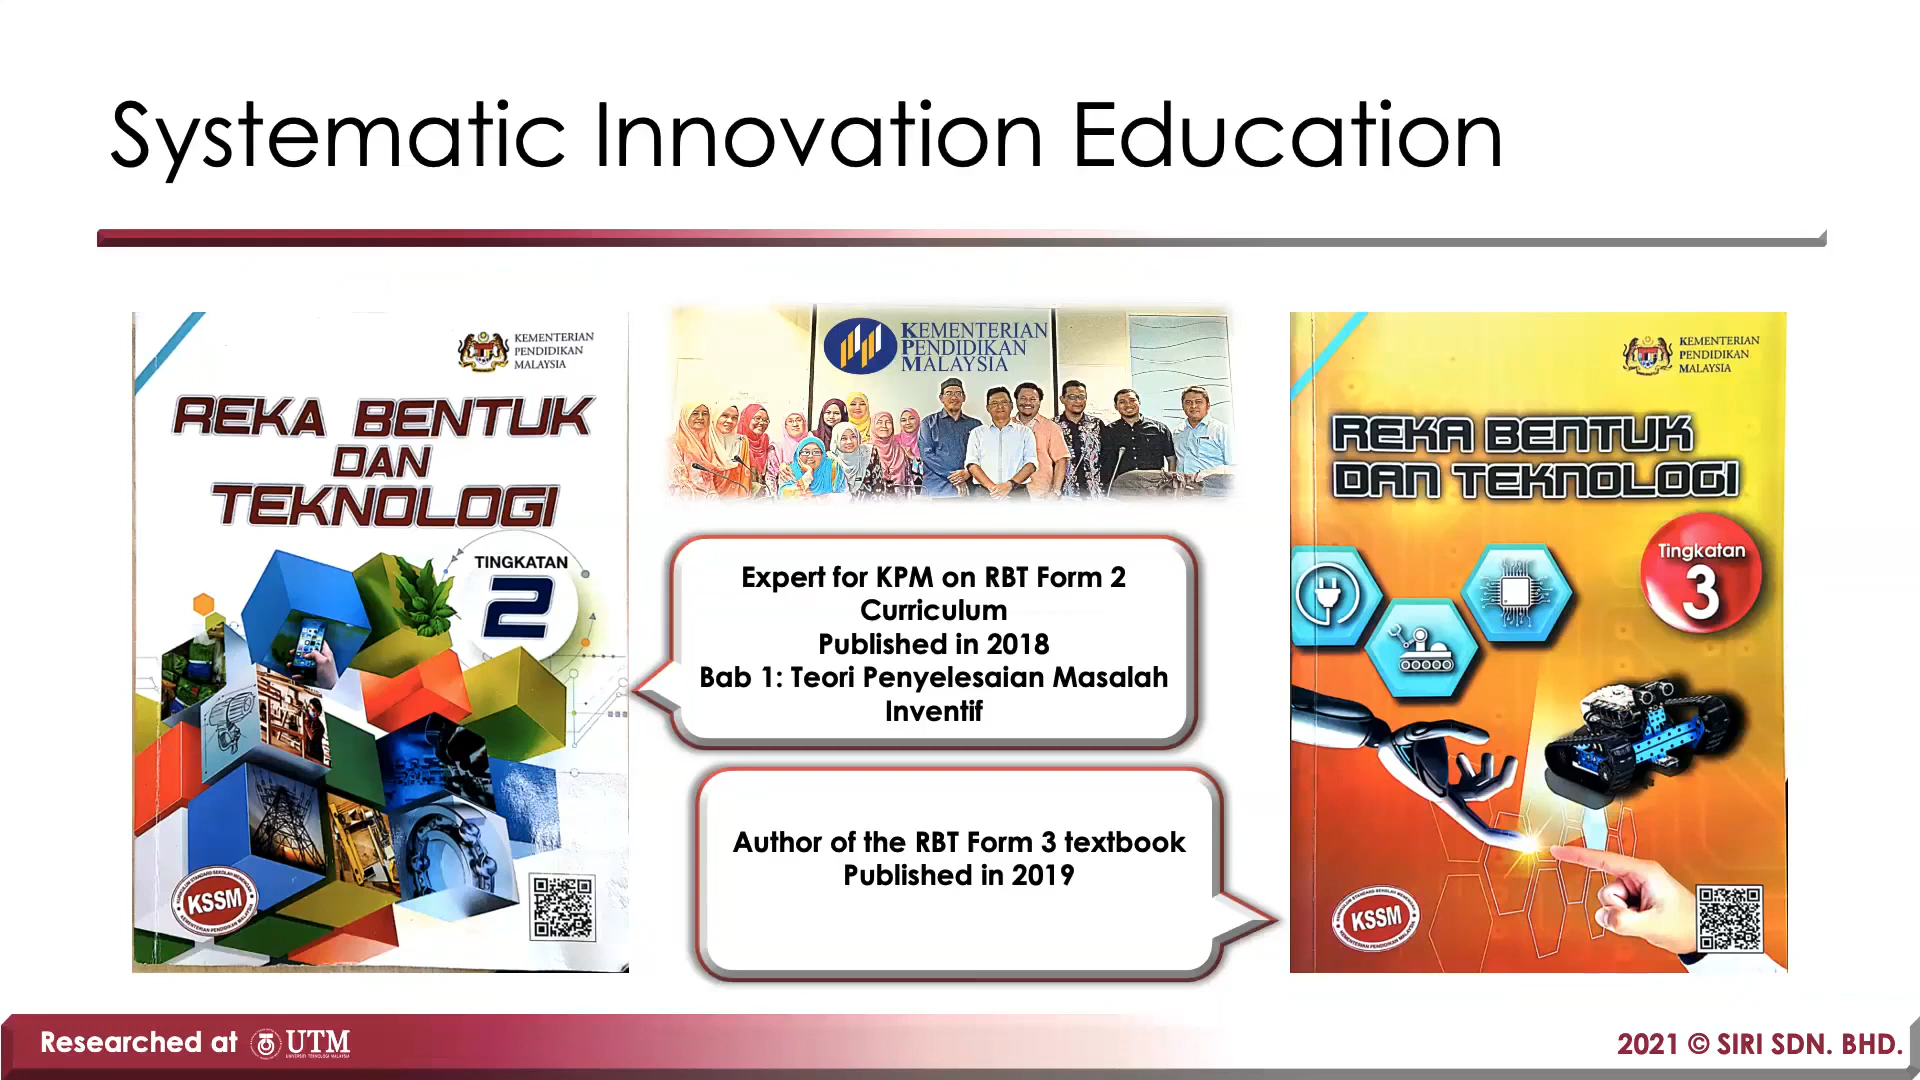 Systematic Innovation Education
KEMENTERIAN
PENDIDIKAN
MALAYSIA
REKA BENTUK
DAN
TEKNOLOGI
TINGKATAN
2
KSSM
KEMENTERIAN
PENDIDIKAN
MALAYSIA
Expert for KPM on RBT Form 2
Curriculum
Published in 2018
Bab 1: Teori Penyelesaian Masalah
Inventif
Author of the RBT Form 3 textbook
Published in 2019
KEMENTERIAN
PENDIDIKAN
MALAYSIA
REKA BENTUK
DAN TEKNOLOGI
Tingkatan
3
KSSM
Researched at UTM
UNIVERSITI TEKNOLOGI MALAYSIA
2021 © SIRI SDN. BHD.